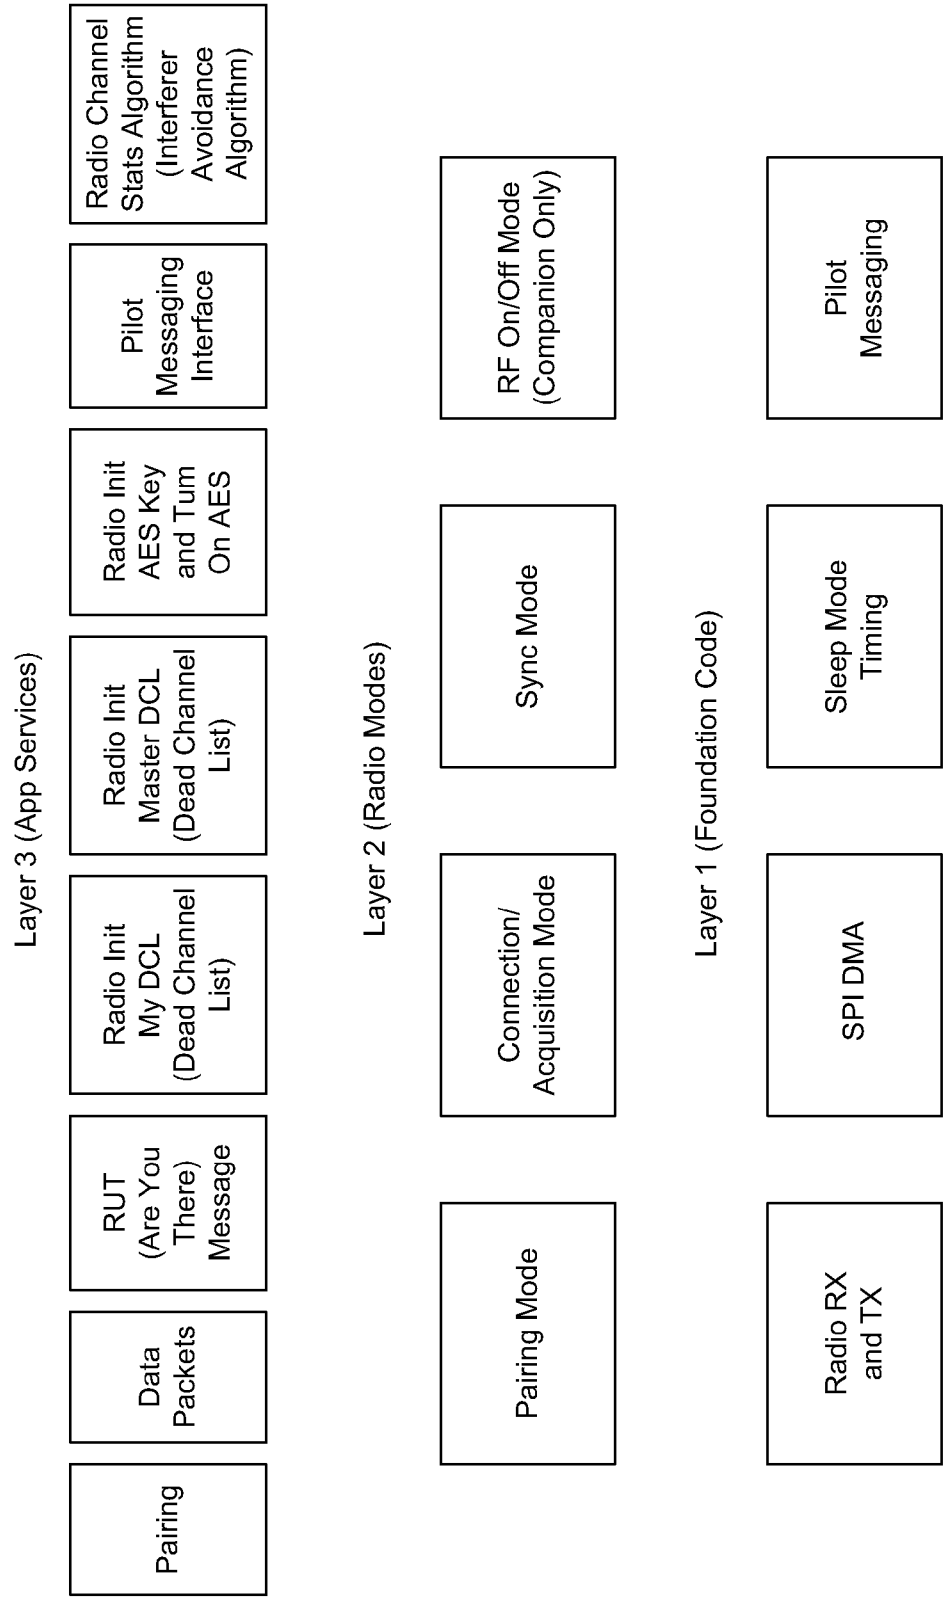 Layer 3 (App Services)
Pairing
Data
Packets
RUT
(Are You
There)
Message
Radio Init
My DCL
(Dead Channel
List)
Radio Init
Master DCL
(Dead Channel
List)
Radio Init
AES Key
and Tum
On AES
Pilot
Messaging
Interface
Radio Channel
Stats Algorithm
(Interferer
Avoidance
Algorithm)
Layer 2 (Radio Modes)
Pairing Mode
Connection/
Acquisition Mode
Sync Mode
RF On/Off Mode
(Companion Only)
Layer 1 (Foundation Code)
Radio RX
and TX
SPI DMA
Sleep Mode
Timing
Pilot
Messaging